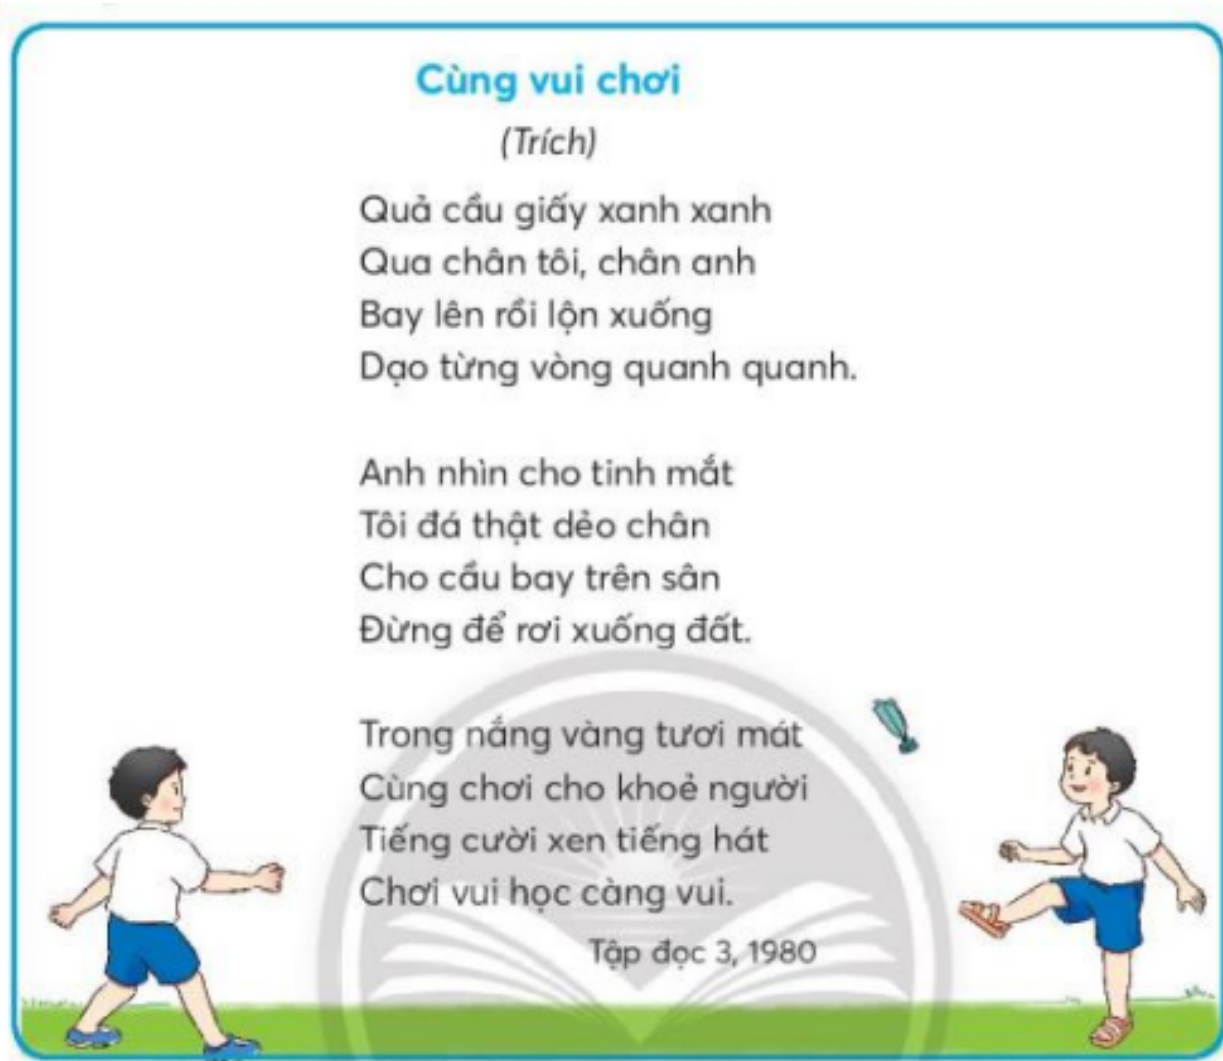 Cùng vui chơi
(Trích)
Quả cầu giấy xanh xanh
Qua chân tôi, chân anh
Bay lên rồi lộn xuống
Dạo từng vòng quanh quanh.
Anh nhìn cho tinh mắt
Tôi đá thật dẻo chân
Cho cầu bay trên sân
Đừng để rơi xuống đất.
Trong nắng vàng tươi mát
Cùng chơi cho khoẻ người
Tiếng cười xen tiếng hát
Chơi vui học càng vui.
Tập đọc 3, 1980